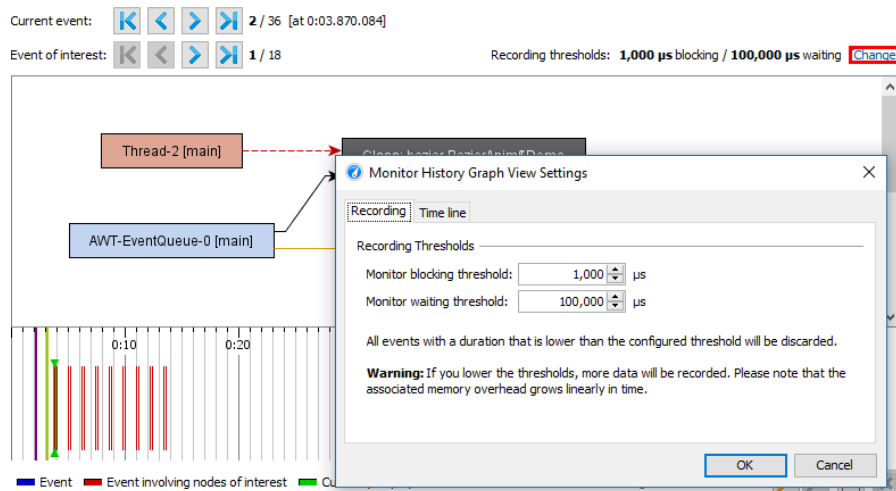 Current event: 2 / 36 [at 0:03.870.084]
Event of interest: 1 / 18 Recording thresholds: 1,000 µs blocking / 100,000 µs waiting Change
Thread-2 [main]
AWT-EventQueue-0 [main]
Monitor History Graph View Settings
Recording Time line
Recording Thresholds
Monitor blocking threshold: 1,000 µs
Monitor waiting threshold: 100,000 µs
All events with a duration that is lower than the configured threshold will be discarded.
Warning: If you lower the thresholds, more data will be recorded. Please note that the
associated memory overhead grows linearly in time.
OK Cancel
0:10 0:20
Event Event involving nodes of interest